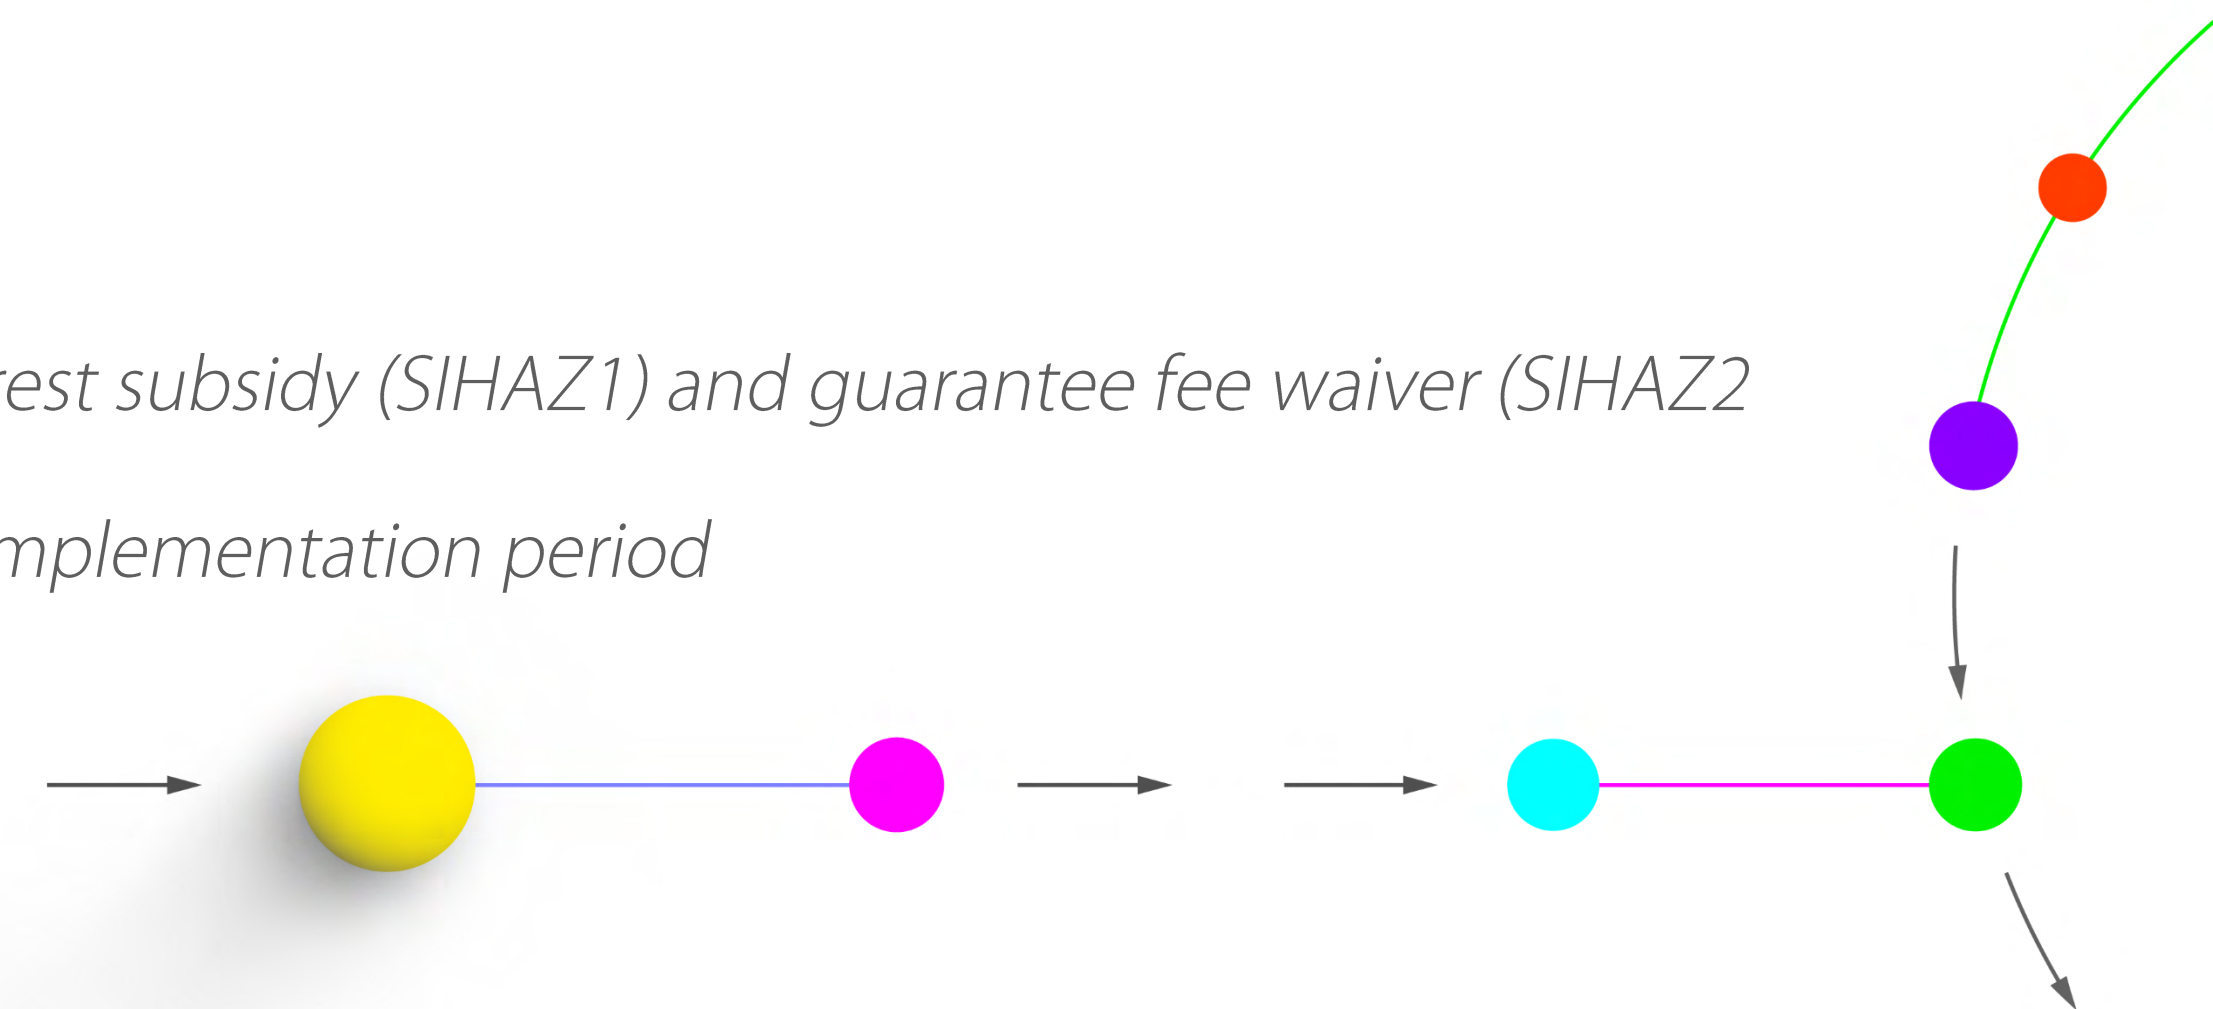 rest subsidy (SIHAZ1) and guarantee fee waiver (SIHAZ2
mplementation period